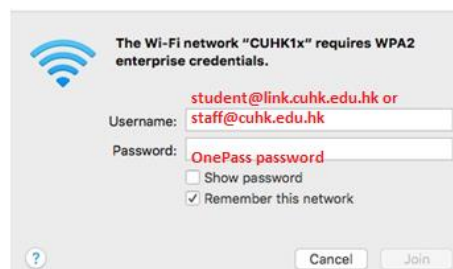 The Wi-Fi network “CUHK1x” requires WPA2
enterprise credentials.
student@link.cuhk.edu.hk or
Username: staff@cuhk.edu.hk
Password: OnePass password
Show password
Remember this network
? Cancel Join